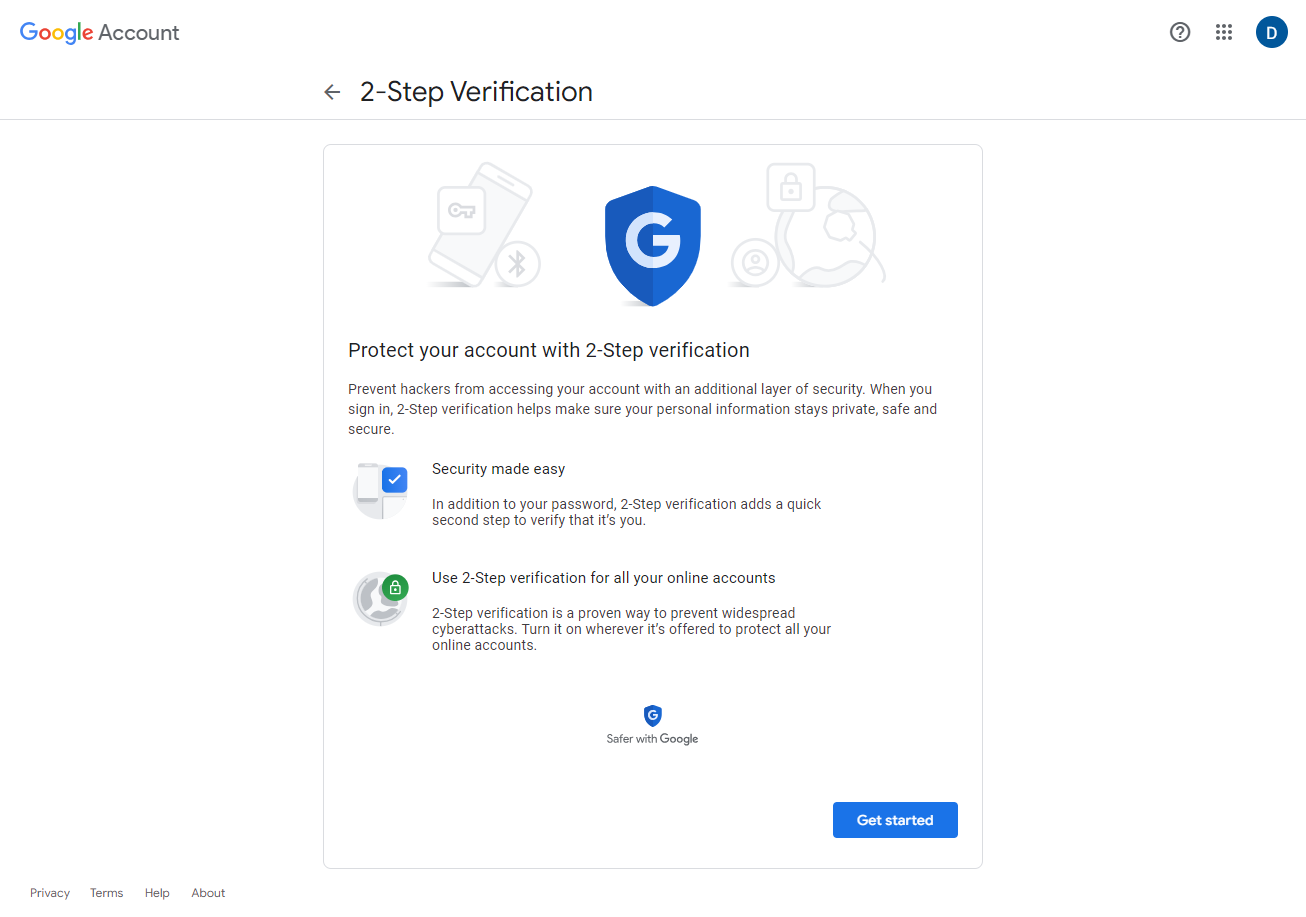 Google Account
D
2-Step Verification
G
Protect your account with 2-Step verification
Prevent hackers from accessing your account with an additional layer of security. When you
sign in, 2-Step verification helps make sure your personal information stays private, safe and
secure.
Security made easy
In addition to your password, 2-Step verification adds a quick
second step to verify that it’s you.
Use 2-Step verification for all your online accounts
2-Step verification is a proven way to prevent widespread
cyberattacks. Turn it on wherever it’s offered to protect all your
online accounts.
G
Safer with Google
Get started
Privacy Terms Help About